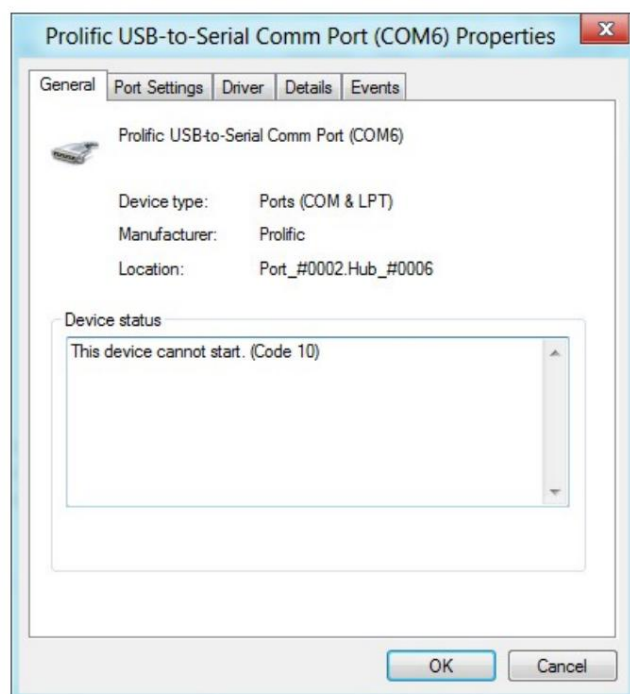 Prolific USB-to-Serial Comm Port (COM6) Properties
x
General Port Settings Driver Details Events
Prolific USB-to-Serial Comm Port (COM6)
Device type: Ports (COM & LPT)
Manufacturer: Prolific
Location: Port_#0002.Hub_#0006
Device status
This device cannot start. (Code 10)
OK Cancel